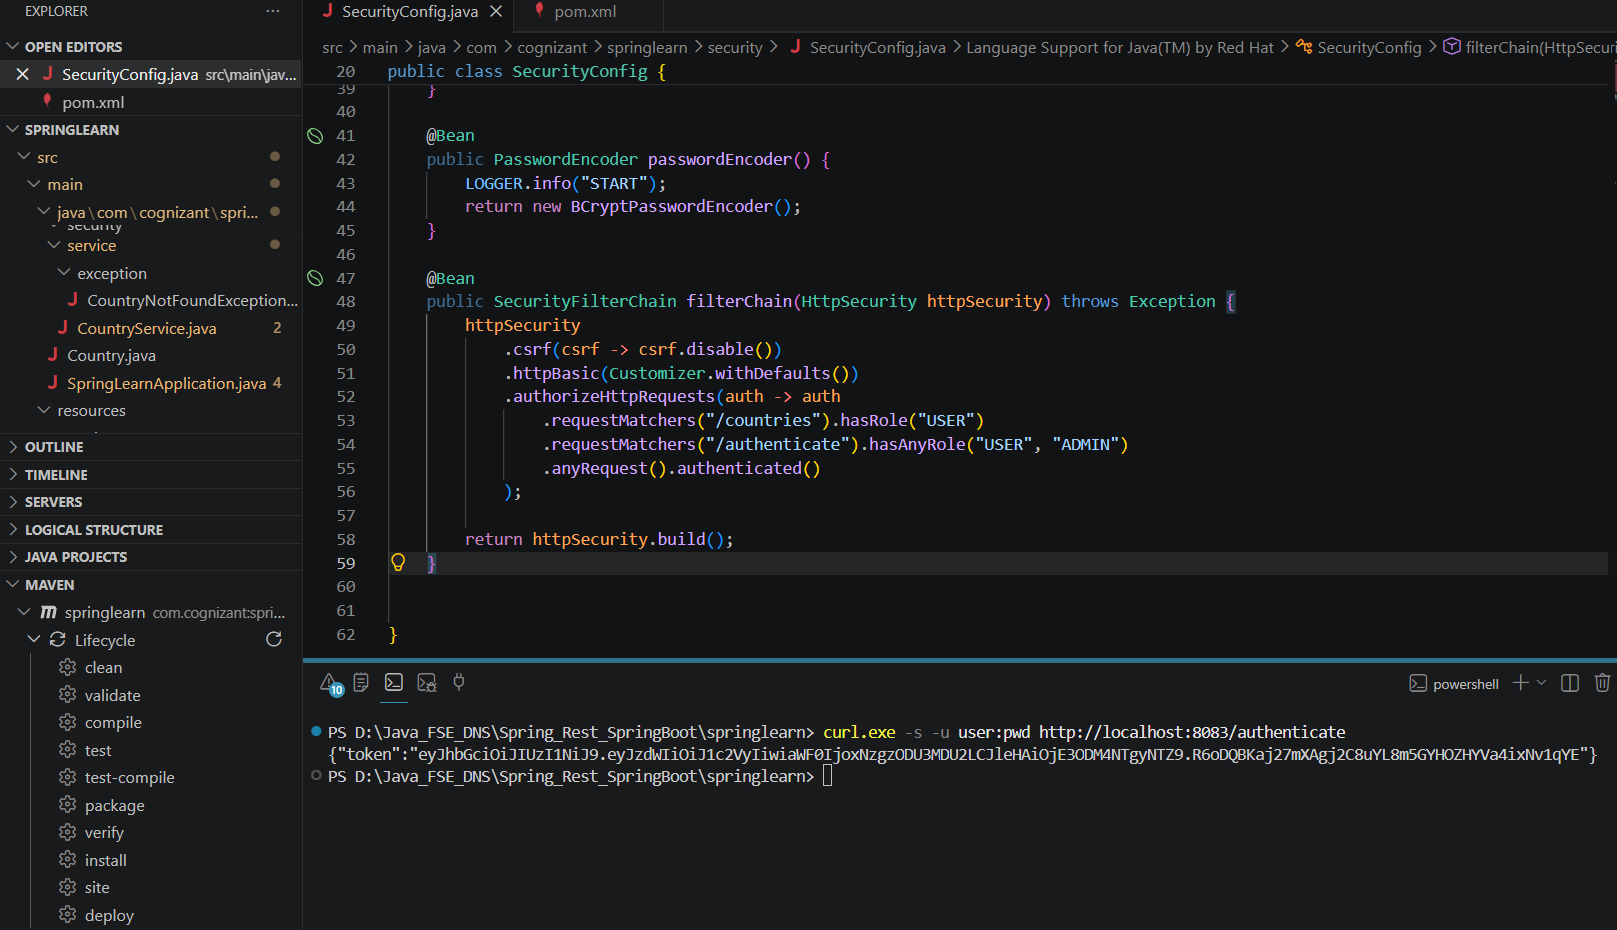 EXPLORER
···
OPEN EDITORS
SecurityConfig.java src\main\jav...
pom.xml
SPRINGLEARN
src
main
java\com\cognizant\spri...
security
service
exception
CountryNotFoundException...
CountryService.java 2
Country.java
SpringLearnApplication.java 4
resources
OUTLINE
TIMELINE
SERVERS
LOGICAL STRUCTURE
JAVA PROJECTS
MAVEN
springlearn com.cognizant:spri...
Lifecycle
clean
validate
compile
test
test-compile
package
verify
install
site
deploy
SecurityConfig.java
pom.xml
src > main > java > com > cognizant > springlearn > security > SecurityConfig.java > Language Support for Java(TM) by Red Hat > SecurityConfig > filterChain(HttpSecuri
20 public class SecurityConfig {
39 }
40
41 @Bean
42 public PasswordEncoder passwordEncoder() {
43 LOGGER.info("START");
44 return new BCryptPasswordEncoder();
45 }
46
47 @Bean
48 public SecurityFilterChain filterChain(HttpSecurity httpSecurity) throws Exception {
49 httpSecurity
50 .csrf(csrf -> csrf.disable())
51 .httpBasic(Customizer.withDefaults())
52 .authorizeHttpRequests(auth -> auth
53 .requestMatchers("/countries").hasRole("USER")
54 .requestMatchers("/authenticate").hasAnyRole("USER", "ADMIN")
55 .anyRequest().authenticated()
56 );
57
58 return httpSecurity.build();
59 }
60
61
62 }
10
powershell
PS D:\Java_FSE_DNS\Spring_Rest_SpringBoot\springlearn> curl.exe -s -u user:pwd http://localhost:8083/authenticate
{"token":"eyJhbGciOiJIUzI1NiJ9.eyJzdWIiOiJ1c2VyIiwiaWF0IjoxNzgzODU3MDU2LCJleHAiOjE3ODM4NTgyNTZ9.R6oDQBKaj27mXAgj2C8uYL8m5GYHOZHYVa4ixNv1qYE"}
PS D:\Java_FSE_DNS\Spring_Rest_SpringBoot\springlearn>